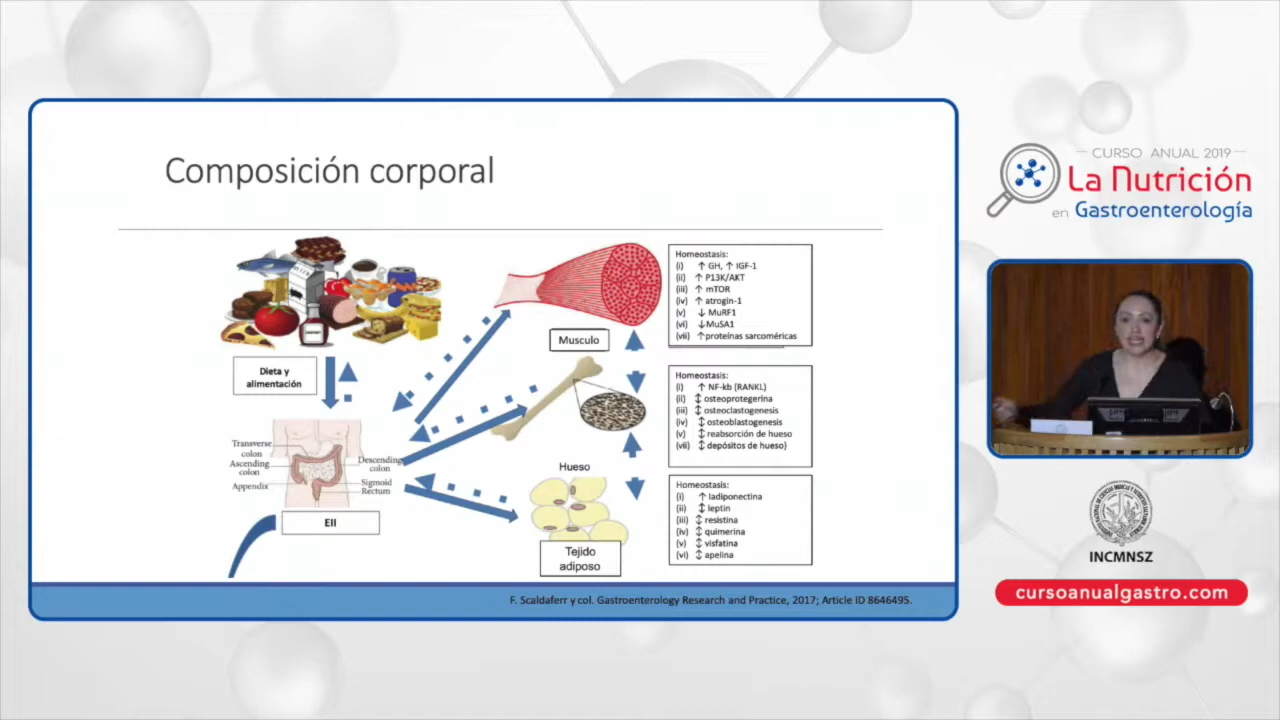 Composición corporal
Dieta y
alimentación
Transverse
colon
Ascending
colon
Appendix
Descending
colon
Sigmoid
Rectum
EII
Musculo
Hueso
Tejido
adiposo
Homeostasis:
(i) ↑ GH, ↑ IGF-1
(ii) ↑ P13K/AKT
(iii) ↑ mTOR
(iv) ↑ atrogin-1
(v) ↓ MuRF1
(vi) ↓MuSA1
(vii) ↑proteínas sarcoméricas
Homeostasis:
(i) ↑ NF-kb (RANKL)
(ii) ↕ osteoprotegerina
(iii) ↕ osteoclastogenesis
(iv) ↕ osteoblastogenesis
(v) ↕ reabsorción de hueso
(vii) ↕ depósitos de hueso)
Homeostasis:
(i) ↑ ladiponectina
(ii) ↕ leptin
(iii) ↕ resistina
(iv) ↕ quimerina
(v) ↕ visfatina
(vi) ↕ apelina
F. Scaldaferr y col. Gastroenterology Research and Practice, 2017; Article ID 8646495.
CURSO ANUAL 2019
La Nutrición
en Gastroenterología
INCMNSZ
cursoanualgastro.com